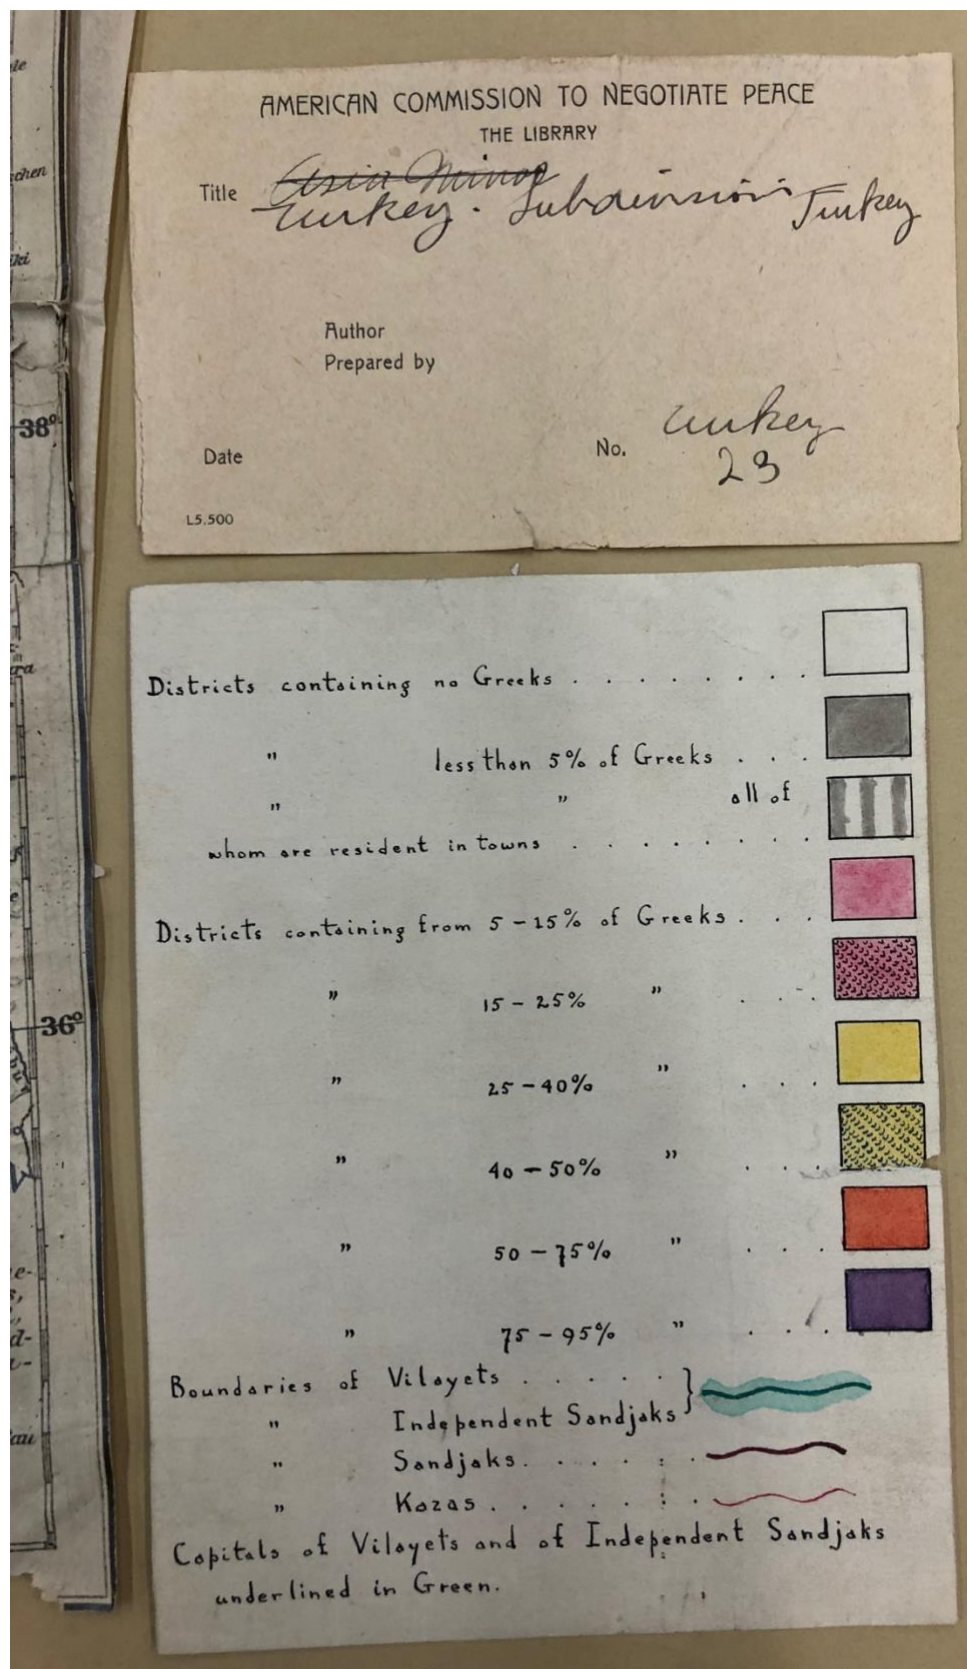 AMERICAN COMMISSION TO NEGOTIATE PEACE
THE LIBRARY
Title Asia Minor
Turkey. Subdivision Turkey
Author
Prepared by
Date
No. Turkey
23
L5.500
38°
36°
Districts containing no Greeks . . . . . . . .
" less than 5% of Greeks . . .
" " all of
whom are resident in towns . . . . . . .
Districts containing from 5-15% of Greeks . . .
" 15-25% " . . .
" 25-40% " . . .
" 40-50% " . . .
" 50-75% " . . .
" 75-95% " . . . .
Boundaries of Vilayets . . . . . }
" Independent Sandjaks
" Sandjaks. . . . . : .
" Kazas . . . . . : .
Capitals of Vilayets and of Independent Sandjaks
underlined in Green.